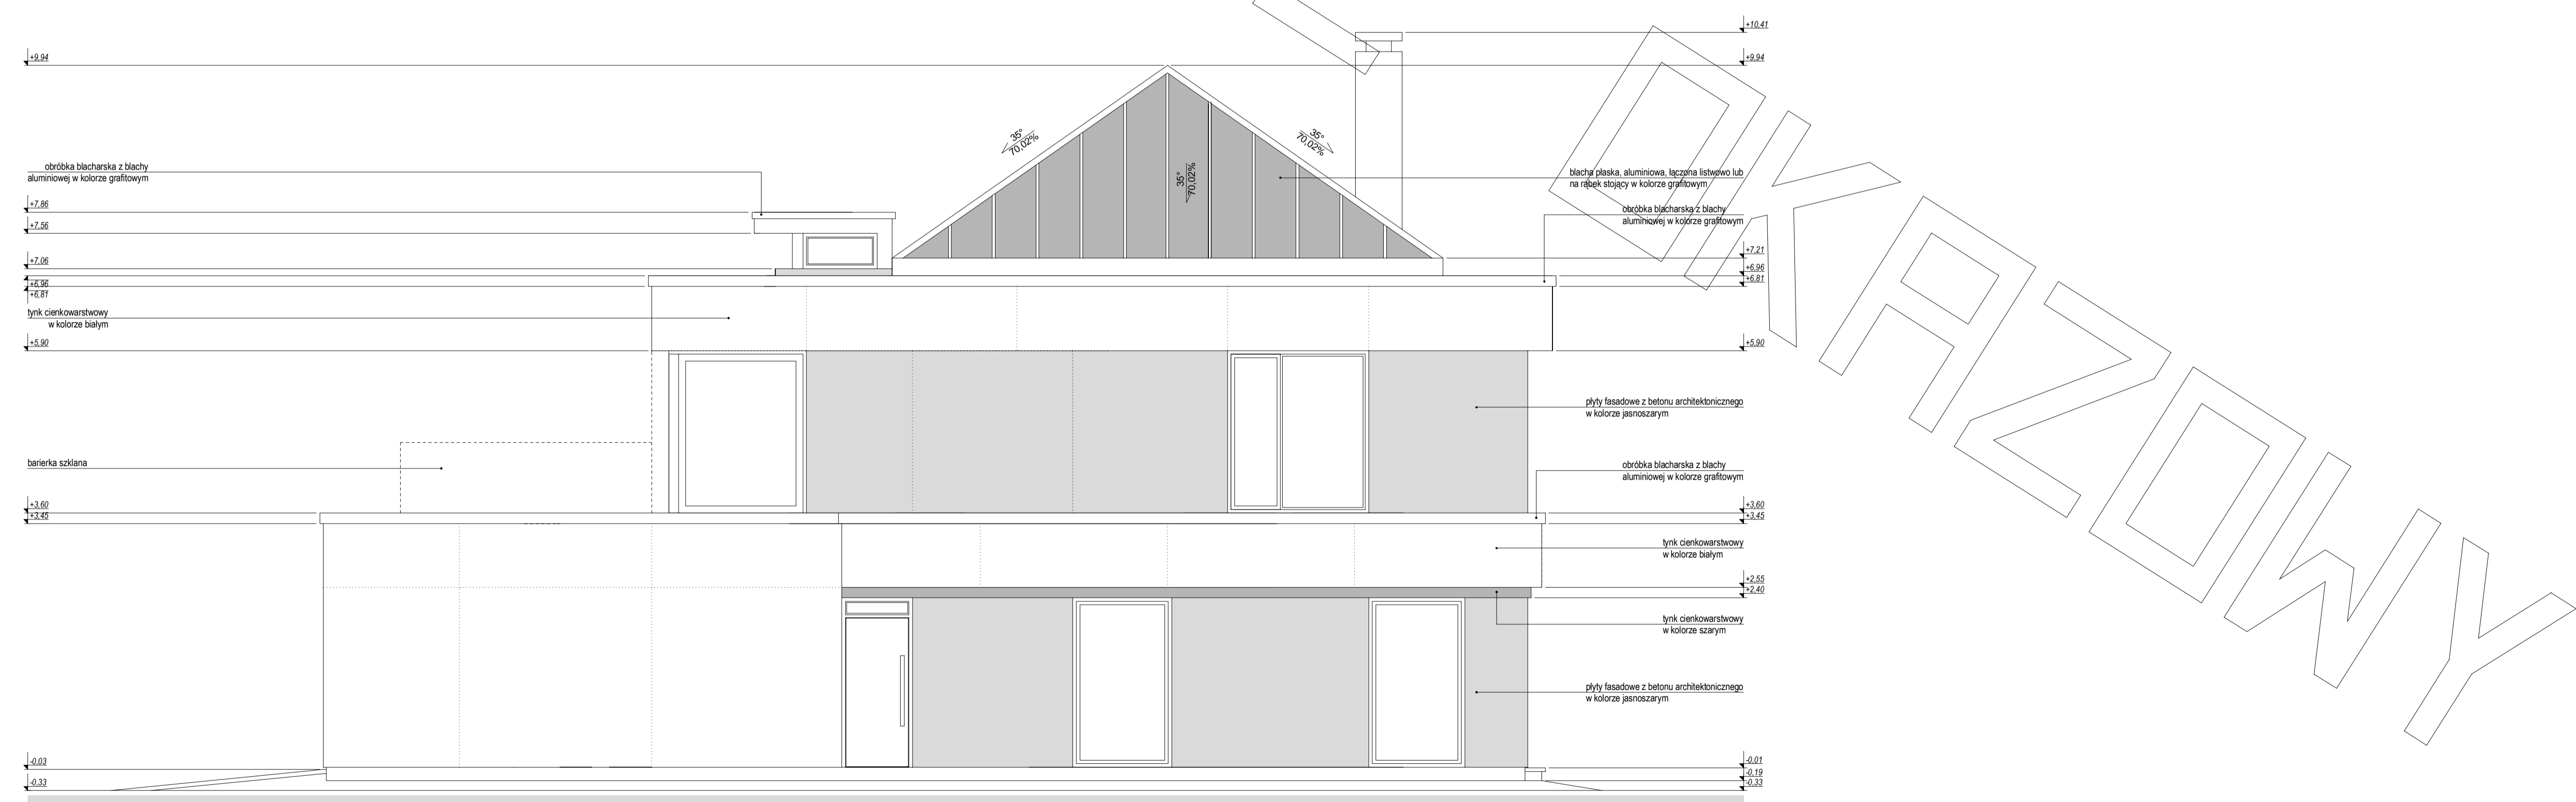 +10,41
+9,94
+9,94
35°
70,02%
35°
70,02%
35°
70,02%
obróbka blacharska z blachy
aluminiowej w kolorze grafitowym
blacha płaska, aluminiowa, łączona listwowo lub
na rąbek stojący w kolorze grafitowym
+7,86
obróbka blacharska z blachy
aluminiowej w kolorze grafitowym
+7,56
+7,06
+7,21
+6,96
+6,81
+6,96
+6,81
tynk cienkowarstwowy
w kolorze białym
+5,90
+5,90
płyty fasadowe z betonu architektonicznego
w kolorze jasnoszarym
barierka szklana
obróbka blacharska z blachy
aluminiowej w kolorze grafitowym
+3,60
+3,45
+3,60
+3,45
tynk cienkowarstwowy
w kolorze białym
+2,55
+2,40
tynk cienkowarstwowy
w kolorze szarym
płyty fasadowe z betonu architektonicznego
w kolorze jasnoszarym
-0,03
-0,33
-0,01
-0,19
-0,33
OKAZOWY